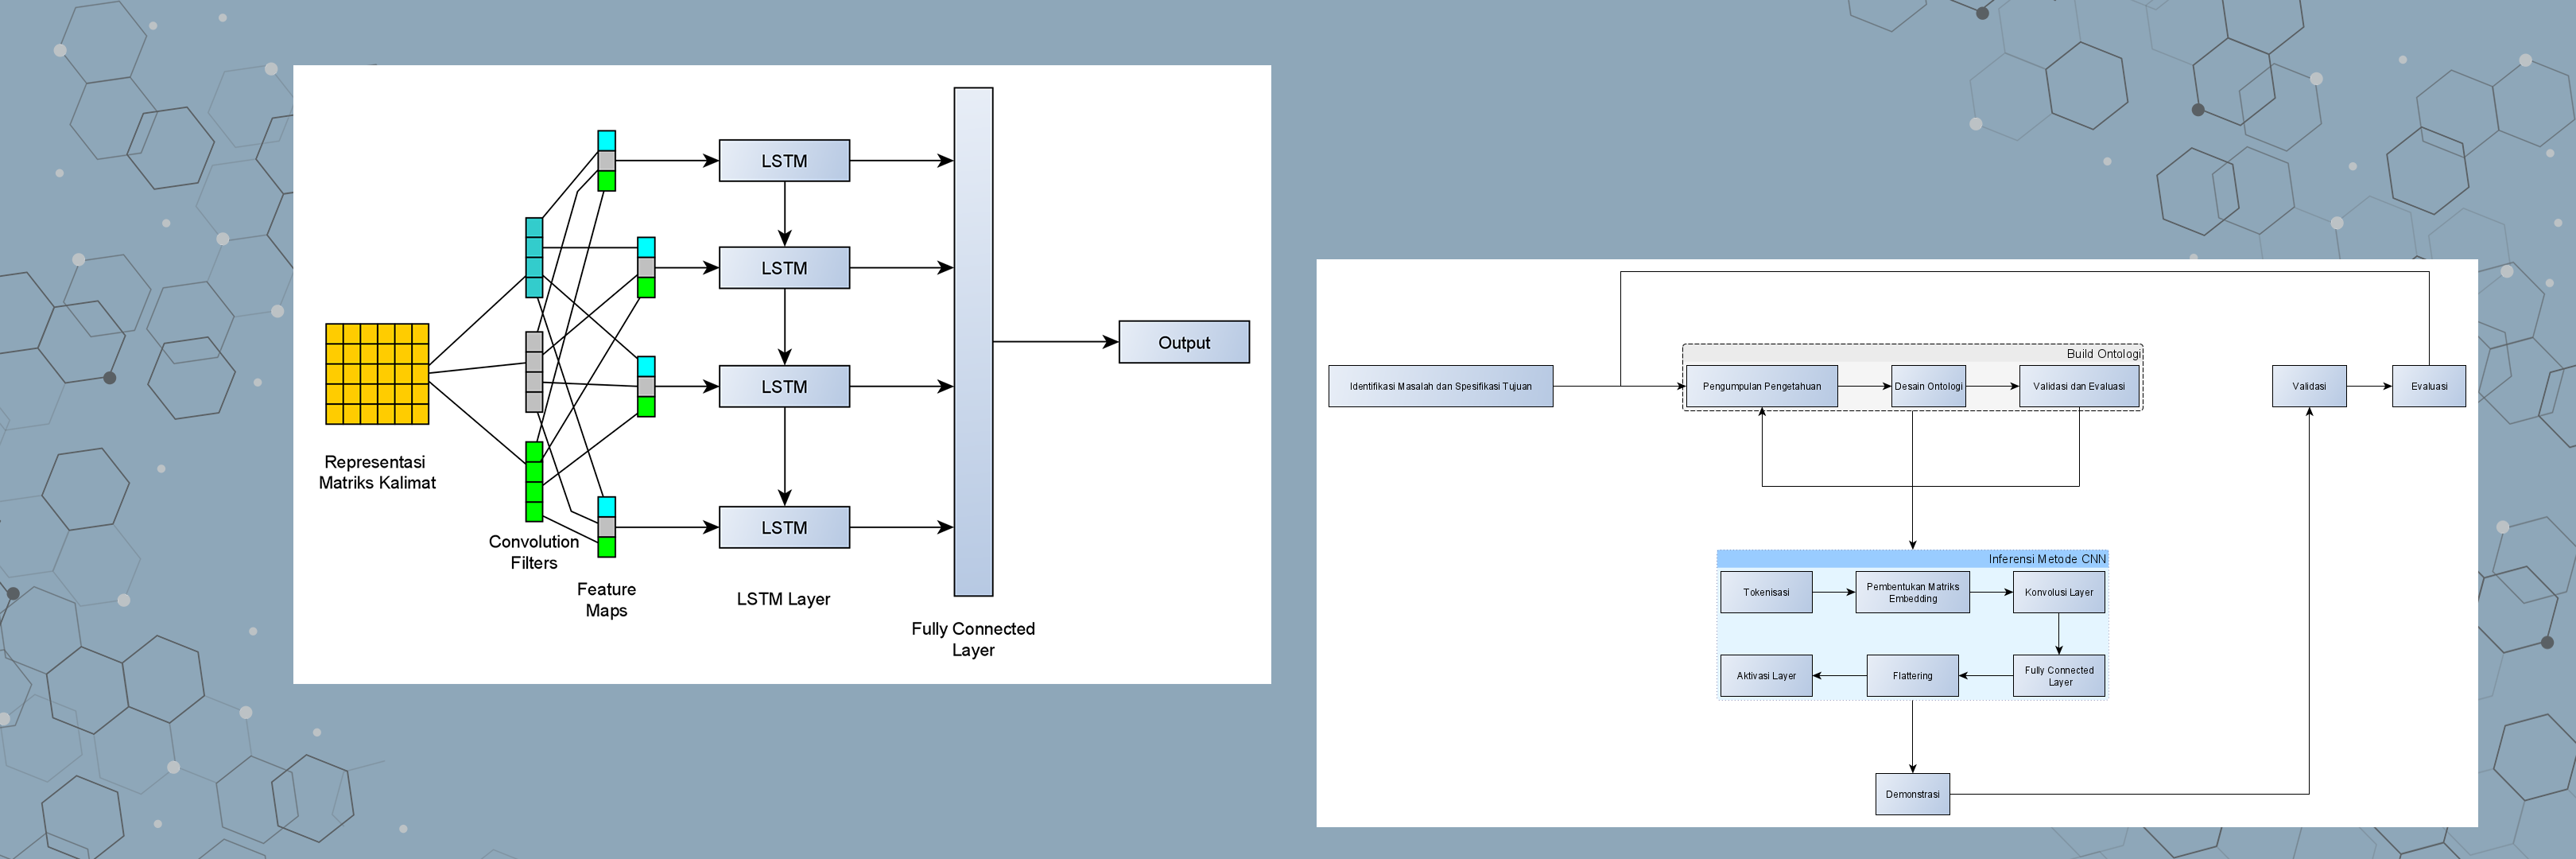 LSTM
LSTM
LSTM
LSTM
Output
Representasi
Matriks Kalimat
Convolution
Filters
Feature
Maps
LSTM Layer
Fully Connected
Layer
Build Ontologi
Identifikasi Masalah dan Spesifikasi Tujuan
Pengumpulan Pengetahuan
Desain Ontologi
Validasi dan Evaluasi
Validasi
Evaluasi
Inferensi Metode CNN
Tokenisasi
Pembentukan Matriks
Embedding
Konvolusi Layer
Aktivasi Layer
Flattering
Fully Connected
Layer
Demonstrasi